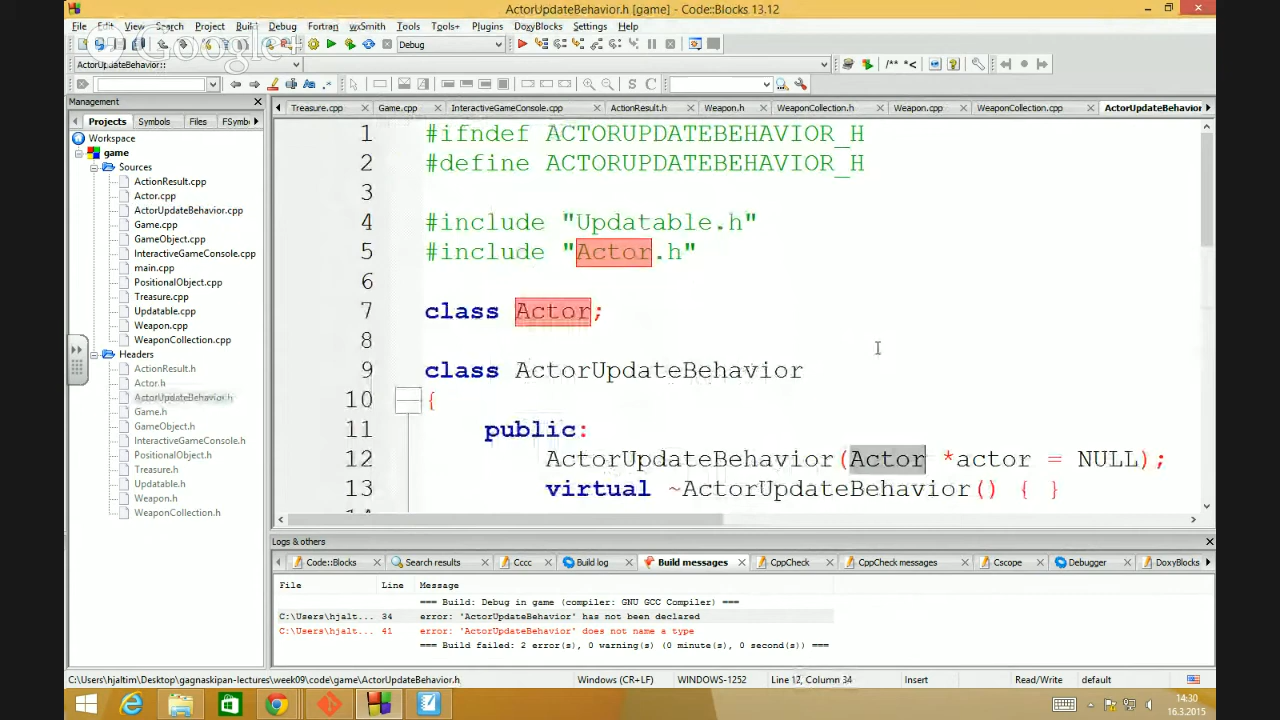 ActorUpdateBehavior.h [game] - Code::Blocks 13.12
File Edit View Search Project Build Debug Fortran wxSmith Tools Tools+ Plugins DoxyBlocks Settings Help
Google+
Debug
ActorUpdateBehavior::
/** *<
S C
Management
Projects Symbols Files FSymb
Workspace
game
Sources
ActionResult.cpp
Actor.cpp
ActorUpdateBehavior.cpp
Game.cpp
GameObject.cpp
InteractiveGameConsole.cpp
main.cpp
PositionalObject.cpp
Treasure.cpp
Updatable.cpp
Weapon.cpp
WeaponCollection.cpp
Headers
ActionResult.h
Actor.h
ActorUpdateBehavior.h
Game.h
GameObject.h
InteractiveGameConsole.h
PositionalObject.h
Treasure.h
Updatable.h
Weapon.h
WeaponCollection.h
Treasure.cpp Game.cpp InteractiveGameConsole.cpp ActionResult.h Weapon.h WeaponCollection.h Weapon.cpp WeaponCollection.cpp ActorUpdateBehavior
1 #ifndef ACTORUPDATEBEHAVIOR_H
2 #define ACTORUPDATEBEHAVIOR_H
3
4 #include "Updatable.h"
5 #include "Actor.h"
6
7 class Actor;
8
9 class ActorUpdateBehavior
10 {
11 public:
12 ActorUpdateBehavior(Actor *actor = NULL);
13 virtual ~ActorUpdateBehavior() { }
Logs & others
Code::Blocks Search results Cccc Build log Build messages CppCheck CppCheck messages Cscope Debugger DoxyBlocks
File Line Message
=== Build: Debug in game (compiler: GNU GCC Compiler) ===
C:\Users\hjalt... 34 error: 'ActorUpdateBehavior' has not been declared
C:\Users\hjalt... 41 error: 'ActorUpdateBehavior' does not name a type
=== Build failed: 2 error(s), 0 warning(s) (0 minute(s), 0 second(s)) ===
C:\Users\hjaltim\Desktop\gagnaskipan-lectures\week09\code\game\ActorUpdateBehavior.h Windows (CR+LF) WINDOWS-1252 Line 12, Column 34 Insert Read/Write default
14:30
16.3.2015